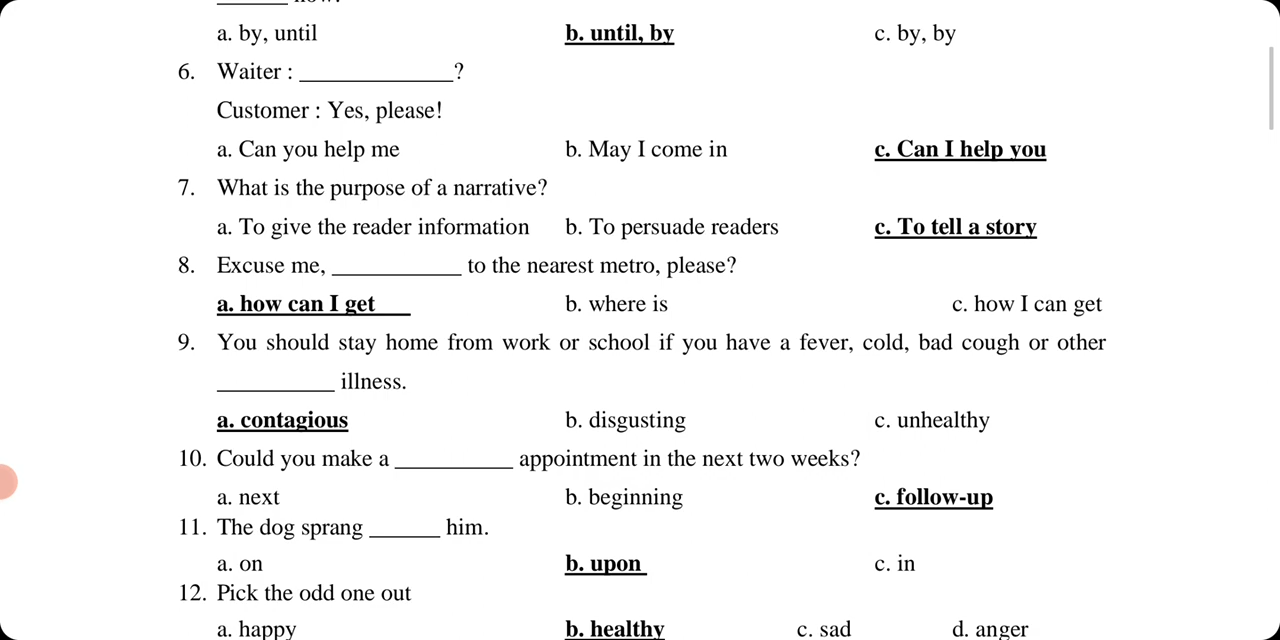 a. by, until b. until, by c. by, by
6. Waiter : _____________?
Customer : Yes, please!
a. Can you help me b. May I come in c. Can I help you
7. What is the purpose of a narrative?
a. To give the reader information b. To persuade readers c. To tell a story
8. Excuse me, ___________ to the nearest metro, please?
a. how can I get b. where is c. how I can get
9. You should stay home from work or school if you have a fever, cold, bad cough or other
__________ illness.
a. contagious b. disgusting c. unhealthy
10. Could you make a __________ appointment in the next two weeks?
a. next b. beginning c. follow-up
11. The dog sprang ______ him.
a. on b. upon c. in
12. Pick the odd one out
a. happy b. healthy c. sad d. anger